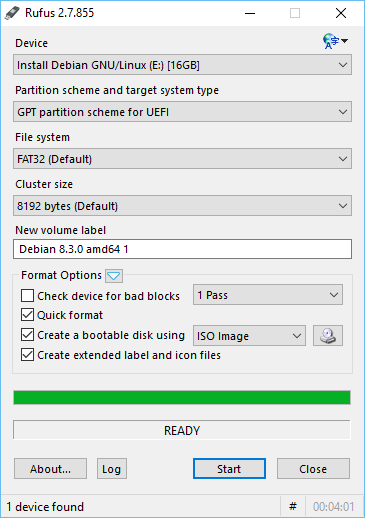 Rufus 2.7.855
Device
Install Debian GNU/Linux (E:) [16GB]
Partition scheme and target system type
GPT partition scheme for UEFI
File system
FAT32 (Default)
Cluster size
8192 bytes (Default)
New volume label
Debian 8.3.0 amd64 1
Format Options
Check device for bad blocks 1 Pass
Quick format
Create a bootable disk using ISO Image
Create extended label and icon files
READY
About... Log Start Close
1 device found # 00:04:01